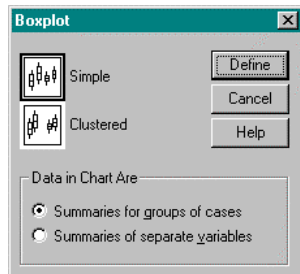 Boxplot
Simple
Clustered
Define
Cancel
Help
Data in Chart Are
Summaries for groups of cases
Summaries of separate variables